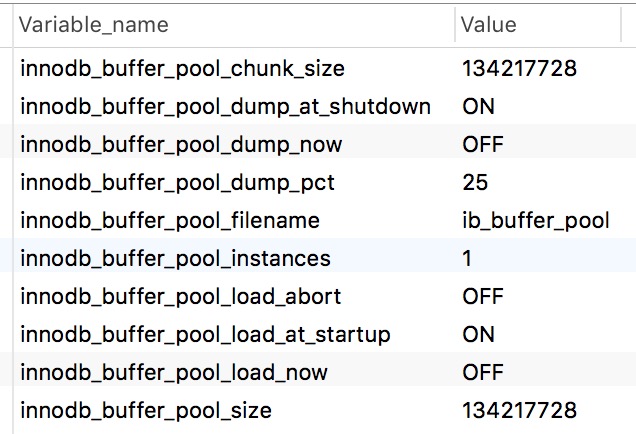 Variable_name Value
innodb_buffer_pool_chunk_size 134217728
innodb_buffer_pool_dump_at_shutdown ON
innodb_buffer_pool_dump_now OFF
innodb_buffer_pool_dump_pct 25
innodb_buffer_pool_filename ib_buffer_pool
innodb_buffer_pool_instances 1
innodb_buffer_pool_load_abort OFF
innodb_buffer_pool_load_at_startup ON
innodb_buffer_pool_load_now OFF
innodb_buffer_pool_size 134217728